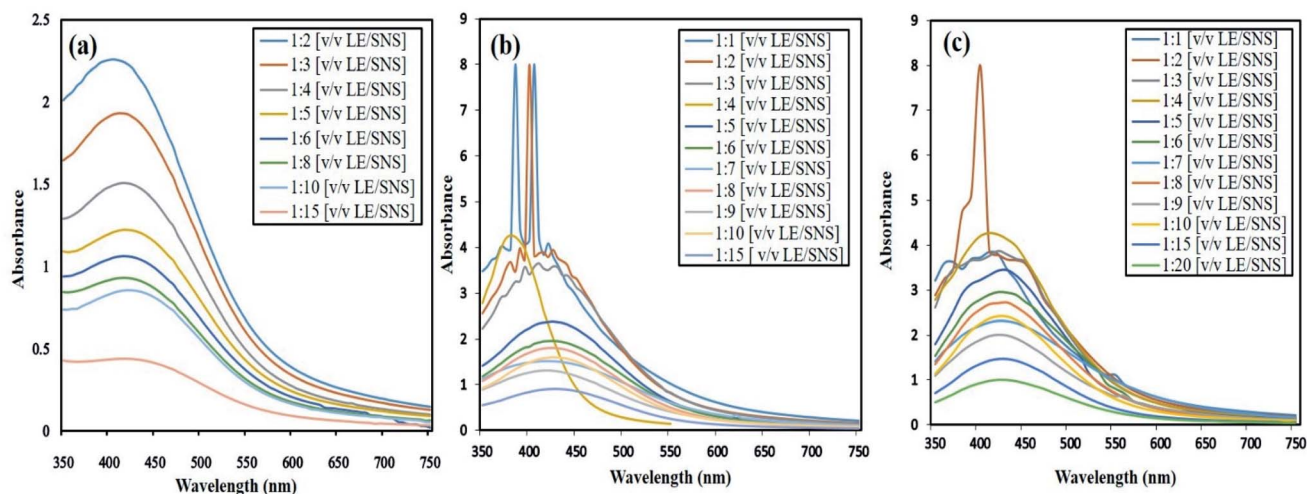 (a)
1:2 [v/v LE/SNS]
1:3 [v/v LE/SNS]
1:4 [v/v LE/SNS]
1:5 [v/v LE/SNS]
1:6 [v/v LE/SNS]
1:8 [v/v LE/SNS]
1:10 [v/v LE/SNS]
1:15 [v/v LE/SNS]
2.5
2
1.5
1
0.5
0
Absorbance
350 400 450 500 550 600 650 700 750
Wavelength (nm)
(b)
1:1 [v/v LE/SNS]
1:2 [v/v LE/SNS]
1:3 [v/v LE/SNS]
1:4 [v/v LE/SNS]
1:5 [v/v LE/SNS]
1:6 [v/v LE/SNS]
1:7 [v/v LE/SNS]
1:8 [v/v LE/SNS]
1:9 [v/v LE/SNS]
1:10 [v/v LE/SNS]
1:15 [ v/v LE/SNS]
9
8
7
6
5
4
3
2
1
0
Absorbance
350 400 450 500 550 600 650 700 750
Wavelength (nm)
(c)
1:1 [v/v LE/SNS]
1:2 [v/v LE/SNS]
1:3 [v/v LE/SNS]
1:4 [v/v LE/SNS]
1:5 [v/v LE/SNS]
1:6 [v/v LE/SNS]
1:7 [v/v LE/SNS]
1:8 [v/v LE/SNS]
1:9 [v/v LE/SNS]
1:10 [v/v LE/SNS]
1:15 [v/v LE/SNS]
1:20 [v/v LE/SNS]
9
8
7
6
5
4
3
2
1
0
Absorbance
350 400 450 500 550 600 650 700 750
Wavelength (nm)